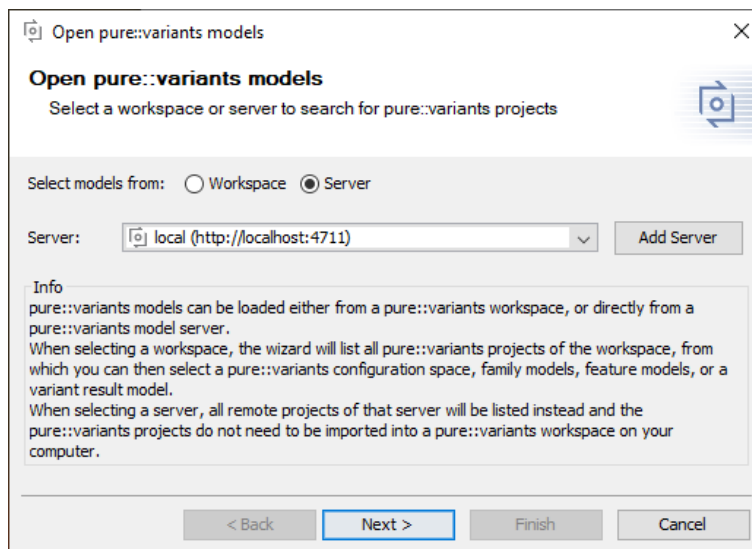 Open pure::variants models
Open pure::variants models
Select a workspace or server to search for pure::variants projects
Select models from: Workspace Server
Server: local (http://localhost:4711) Add Server
Info
pure::variants models can be loaded either from a pure::variants workspace, or directly from a
pure::variants model server.
When selecting a workspace, the wizard will list all pure::variants projects of the workspace, from
which you can then select a pure::variants configuration space, family models, feature models, or a
variant result model.
When selecting a server, all remote projects of that server will be listed instead and the
pure::variants projects do not need to be imported into a pure::variants workspace on your
computer.
< Back Next > Finish Cancel